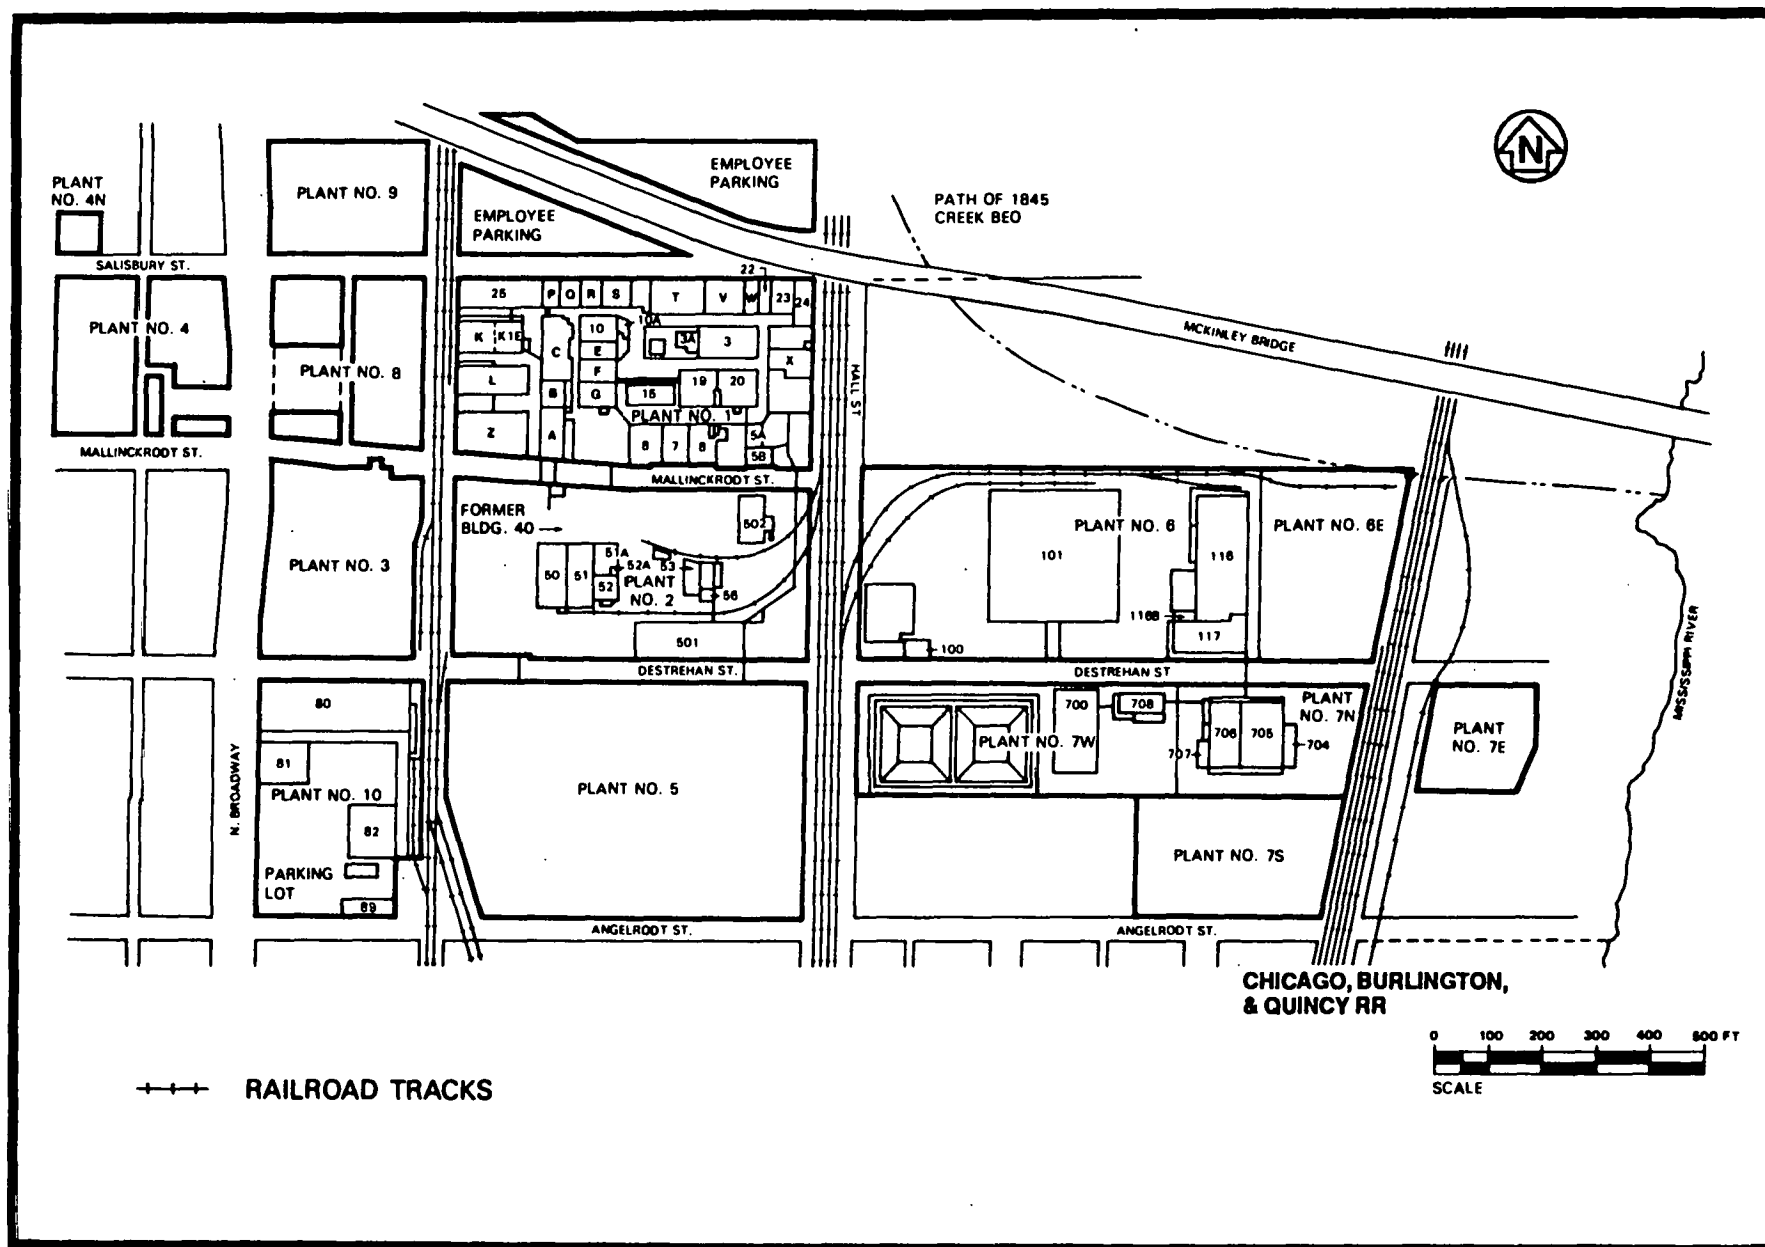 N
PLANT
NO. 4N
PLANT NO. 9
EMPLOYEE
PARKING
EMPLOYEE
PARKING
PATH OF 1845
CREEK BEO
SALISBURY ST.
22
25
P
Q
R
S
T
V
W
23
24
PLANT NO. 4
K
K1E
C
10
10A
E
3A
3
X
MCKINLEY BRIDGE
PLANT NO. 8
L
F
19
20
HALL ST
B
G
15
PLANT NO. 1
Z
A
6
7
8
5A
5B
MALLINCKRODT ST.
MALLINCKRODT ST.
FORMER
BLDG. 40
502
PLANT NO. 6
PLANT NO. 6E
101
116
PLANT NO. 3
50
51
51A
52A
53
52
PLANT
NO. 2
56
116B
117
501
100
DESTREHAN ST.
DESTREHAN ST
MISSISSIPPI RIVER
80
700
708
PLANT
NO. 7N
PLANT
NO. 7E
N. BROADWAY
81
PLANT NO. 7W
706
705
707
704
PLANT NO. 10
PLANT NO. 5
82
PLANT NO. 7S
PARKING
LOT
89
ANGELRODT ST.
ANGELRODT ST.
CHICAGO, BURLINGTON,
& QUINCY RR
0 100 200 300 400 500 FT
SCALE
RAILROAD TRACKS